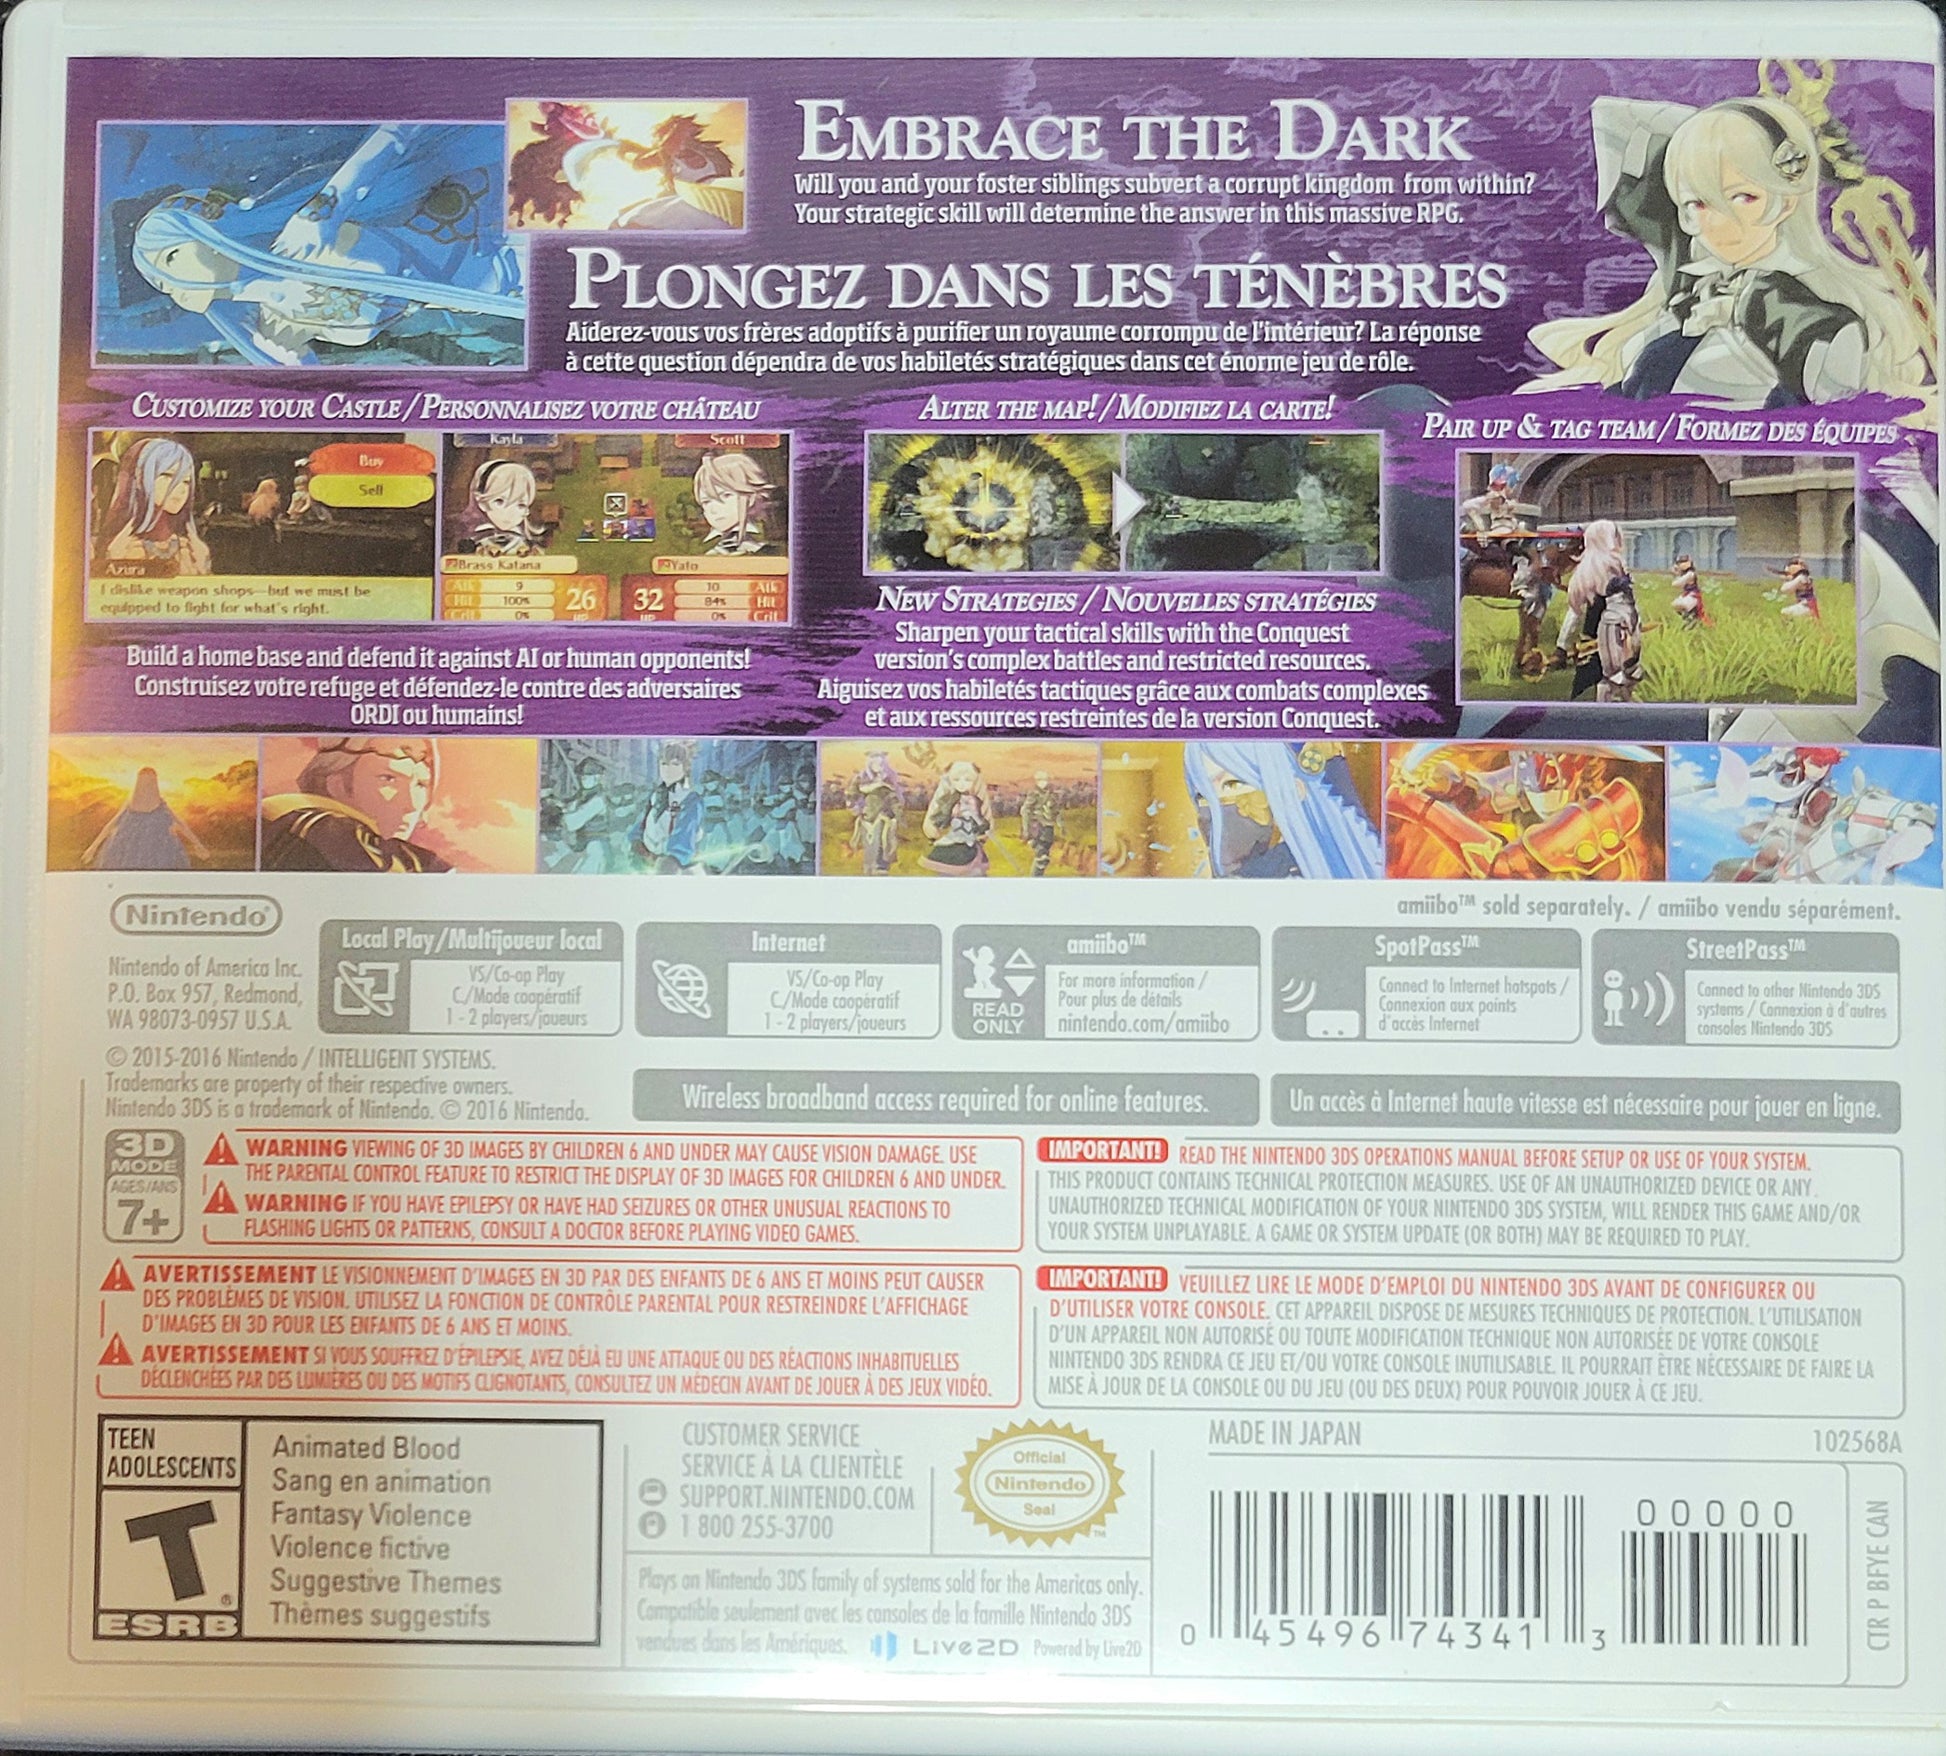 EMBRACE THE DARK
Will you and your foster siblings subvert a corrupt kingdom from within?
Your strategic skill will determine the answer in this massive RPG.
PLONGEZ DANS LES TÉNÈBRES
Aiderez-vous vos frères adoptifs à purifier un royaume corrompu de l'intérieur? La réponse
à cette question dépendra de vos habiletés stratégiques dans cet énorme jeu de rôle.
CUSTOMIZE YOUR CASTLE / PERSONNALISEZ VOTRE CHÂTEAU
Buy
Sell
Azura
I dislike weapon shops—but we must be
equipped to fight for what's right.
Kayla
Scott
Brass Katana
Yato
Atk 9
Hit 100%
Crit 0%
26
HP
32
HP
10 Atk
84% Hit
0% Crit
Build a home base and defend it against AI or human opponents!
Construisez votre refuge et défendez-le contre des adversaires
ORDI ou humains!
ALTER THE MAP! / MODIFIEZ LA CARTE!
NEW STRATEGIES / NOUVELLES STRATÉGIES
Sharpen your tactical skills with the Conquest
version's complex battles and restricted resources.
Aiguisez vos habiletés tactiques grâce aux combats complexes
et aux ressources restreintes de la version Conquest.
PAIR UP & TAG TEAM / FORMEZ DES ÉQUIPES
Nintendo®
Nintendo of America Inc.
P.O. Box 957, Redmond,
WA 98073-0957 U.S.A.
amiibo™ sold separately. / amiibo vendu séparément.
Local Play/Multijoueur local
VS/Co-op Play
C./Mode coopératif
1 - 2 players/joueurs
Internet
VS/Co-op Play
C./Mode coopératif
1 - 2 players/joueurs
amiibo™
READ
ONLY
For more information /
Pour plus de détails
nintendo.com/amiibo
SpotPass™
Connect to Internet hotspots /
Connexion aux points
d'accès Internet
StreetPass™
Connect to other Nintendo 3DS
systems / Connexion à d'autres
consoles Nintendo 3DS
© 2015-2016 Nintendo / INTELLIGENT SYSTEMS.
Trademarks are property of their respective owners.
Nintendo 3DS is a trademark of Nintendo. © 2016 Nintendo.
Wireless broadband access required for online features.
Un accès à Internet haute vitesse est nécessaire pour jouer en ligne.
3D
MODE
AGES/ANS
7+
WARNING VIEWING OF 3D IMAGES BY CHILDREN 6 AND UNDER MAY CAUSE VISION DAMAGE. USE
THE PARENTAL CONTROL FEATURE TO RESTRICT THE DISPLAY OF 3D IMAGES FOR CHILDREN 6 AND UNDER.
WARNING IF YOU HAVE EPILEPSY OR HAVE HAD SEIZURES OR OTHER UNUSUAL REACTIONS TO
FLASHING LIGHTS OR PATTERNS, CONSULT A DOCTOR BEFORE PLAYING VIDEO GAMES.
AVERTISSEMENT LE VISIONNEMENT D'IMAGES EN 3D PAR DES ENFANTS DE 6 ANS ET MOINS PEUT CAUSER
DES PROBLÈMES DE VISION. UTILISEZ LA FONCTION DE CONTRÔLE PARENTAL POUR RESTREINDRE L'AFFICHAGE
D'IMAGES EN 3D POUR LES ENFANTS DE 6 ANS ET MOINS.
AVERTISSEMENT SI VOUS SOUFFREZ D'ÉPILEPSIE, AVEZ DÉJÀ EU UNE ATTAQUE OU DES RÉACTIONS INHABITUELLES
DÉCLENCHÉES PAR DES LUMIÈRES OU DES MOTIFS CLIGNOTANTS, CONSULTEZ UN MÉDECIN AVANT DE JOUER À DES JEUX VIDÉO.
IMPORTANT! READ THE NINTENDO 3DS OPERATIONS MANUAL BEFORE SETUP OR USE OF YOUR SYSTEM.
THIS PRODUCT CONTAINS TECHNICAL PROTECTION MEASURES. USE OF AN UNAUTHORIZED DEVICE OR ANY
UNAUTHORIZED TECHNICAL MODIFICATION OF YOUR NINTENDO 3DS SYSTEM, WILL RENDER THIS GAME AND/OR
YOUR SYSTEM UNPLAYABLE. A GAME OR SYSTEM UPDATE (OR BOTH) MAY BE REQUIRED TO PLAY.
IMPORTANT! VEUILLEZ LIRE LE MODE D'EMPLOI DU NINTENDO 3DS AVANT DE CONFIGURER OU
D'UTILISER VOTRE CONSOLE. CET APPAREIL DISPOSE DE MESURES TECHNIQUES DE PROTECTION. L'UTILISATION
D'UN APPAREIL NON AUTORISÉ OU TOUTE MODIFICATION TECHNIQUE NON AUTORISÉE DE VOTRE CONSOLE
NINTENDO 3DS RENDRA CE JEU ET/OU VOTRE CONSOLE INUTILISABLE. IL POURRAIT ÊTRE NÉCESSAIRE DE FAIRE LA
MISE À JOUR DE LA CONSOLE OU DU JEU (OU DES DEUX) POUR POUVOIR JOUER À CE JEU.
TEEN
ADOLESCENTS
T
®
ESRB
Animated Blood
Sang en animation
Fantasy Violence
Violence fictive
Suggestive Themes
Thèmes suggestifs
CUSTOMER SERVICE
SERVICE À LA CLIENTÈLE
SUPPORT.NINTENDO.COM
1 800 255-3700
Official
Nintendo
Seal
™
Plays on Nintendo 3DS family of systems sold for the Americas only.
Compatible seulement avec les consoles de la famille Nintendo 3DS
vendues dans les Amériques.
Live2D Powered by Live2D
MADE IN JAPAN
102568A
0 45496 74341 3
00000
CTR P BFYE CAN